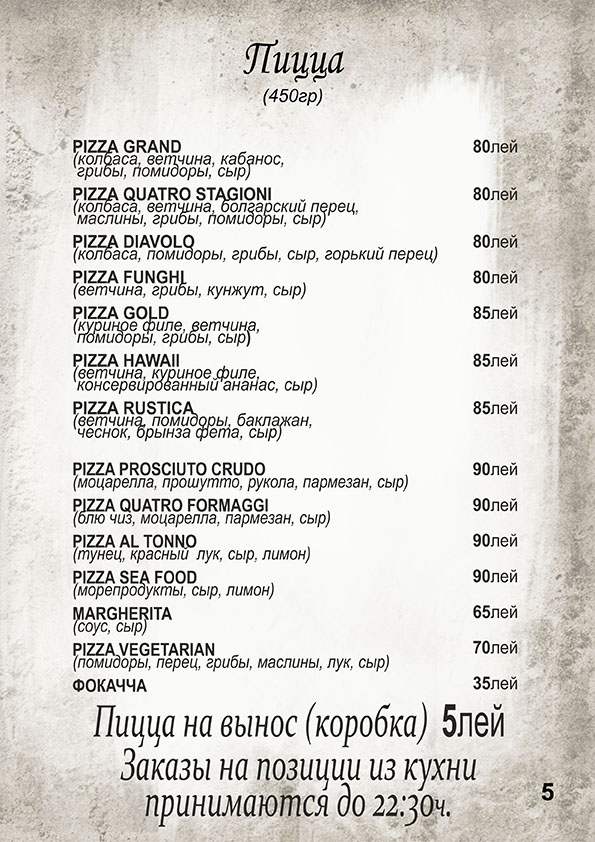 Пицца
(450гр)
PIZZA GRAND 80лей
(колбаса, ветчина, кабанос,
грибы, помидоры, сыр)
PIZZA QUATRO STAGIONI 80лей
(колбаса, ветчина, болгарский перец,
маслины, грибы, помидоры, сыр)
PIZZA DIAVOLO 80лей
(колбаса, помидоры, грибы, сыр, горький перец)
PIZZA FUNGHI 80лей
(ветчина, грибы, кунжут, сыр)
PIZZA GOLD 85лей
(куриное филе, ветчина,
помидоры, грибы, сыр)
PIZZA HAWAII 85лей
(ветчина, куриное филе,
консервированный ананас, сыр)
PIZZA RUSTICA 85лей
(ветчина, помидоры, баклажан,
чеснок, брынза фета, сыр)
PIZZA PROSCIUTO CRUDO 90лей
(моцарелла, прошутто, рукола, пармезан, сыр)
PIZZA QUATRO FORMAGGI 90лей
(блю чиз, моцарелла, пармезан, сыр)
PIZZA AL TONNO 90лей
(тунец, красный лук, сыр, лимон)
PIZZA SEA FOOD 90лей
(морепродукты, сыр, лимон)
MARGHERITA 65лей
(соус, сыр)
PIZZA VEGETARIAN 70лей
(помидоры, перец, грибы, маслины, лук, сыр)
ФОКАЧЧА 35лей
Пицца на вынос (коробка) 5лей
Заказы на позиции из кухни
принимаются до 22:30ч.
5